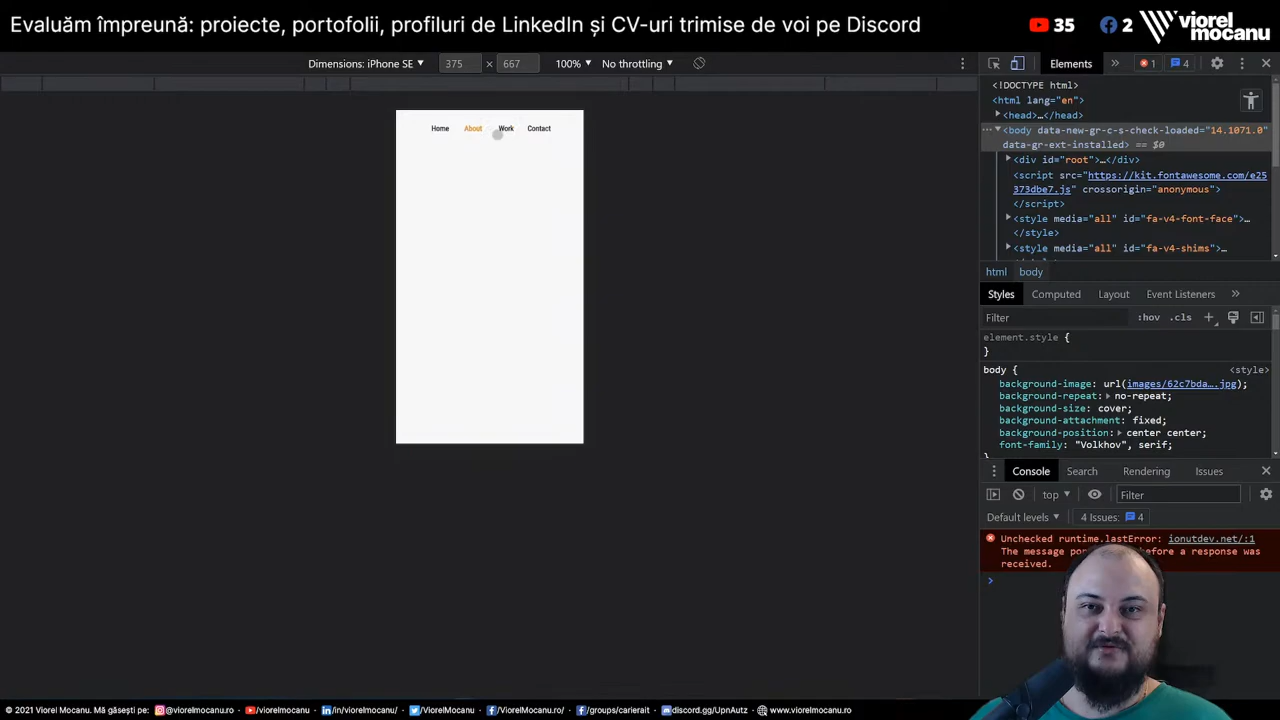 Evaluăm împreună: proiecte, portofolii, profiluri de LinkedIn și CV-uri trimise de voi pe Discord
35
2
viorel mocanu
Dimensions: iPhone SE
375 × 667
100%
No throttling
Elements
1
4
Home
About
Work
Contact
<!DOCTYPE html>
<html lang="en">
<head>…</head>
<body data-new-gr-c-s-check-loaded="14.1071.0"
data-gr-ext-installed> == $0
<div id="root">…</div>
<script src="https://kit.fontawesome.com/e25
373dbe7.js" crossorigin="anonymous">
</script>
<style media="all" id="fa-v4-font-face">…
</style>
<style media="all" id="fa-v4-shims">…
html
body
Styles
Computed
Layout
Event Listeners
Filter
:hov
.cls
element.style {
}
body {
<style>
background-image: url(images/62c7bda….jpg);
background-repeat: no-repeat;
background-size: cover;
background-attachment: fixed;
background-position: center center;
font-family: "Volkhov", serif;
Console
Search
Rendering
Issues
top
Filter
Default levels
4 Issues: 4
Unchecked runtime.lastError: ionutdev.net/:1
The message before a response was
received.
© 2021 Viorel Mocanu. Mă găsești pe: @viorelmocanu.ro · /viorelmocanu · /in/viorelmocanu/ · /ViorelMocanu · /ViorelMocanu.ro/ · /groups/carierait · discord.gg/UpnAutz · www.viorelmocanu.ro